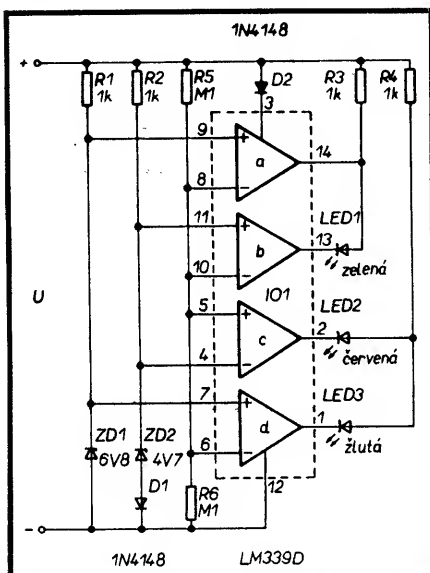 1N4148
+
R1
1k
R2
1k
R5
M1
D2
3
R3
1k
R4
1k
9
+
a
14
8
-
11
+
b
13
LED1
zelená
10
-
IO1
5
+
c
2
LED2
červená
4
-
U
7
+
d
1
LED3
žlutá
6
-
ZD1
6V8
ZD2
4V7
D1
R6
M1
12
-
1N4148
LM339D